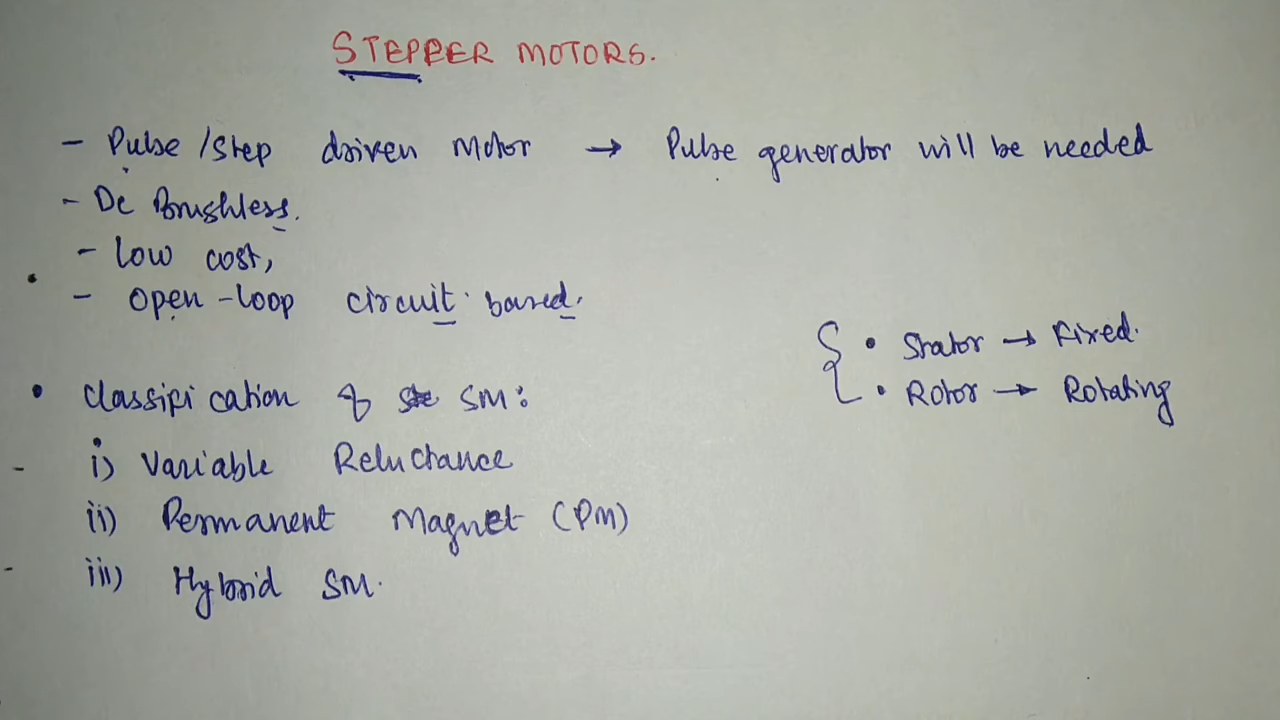 STEPPER MOTORS.
- Pulse/Step driven Motor → Pulse generator will be needed
- DC Brushless.
- Low cost,
- Open-loop circuit based.
{ • Stator → Fixed.
• Rotor → Rotating
• Classification of SM:
i) Variable Reluctance
ii) Permanent Magnet (PM)
iii) Hybrid SM.